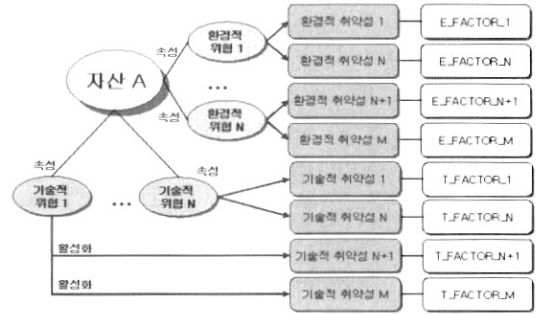 자산 A
속성
속성
속성
속성
환경적
위협 1
...
환경적
위협 N
기술적
위협 1
...
기술적
위협 N
활성화
활성화
환경적 취약성 1
E_FACTOR_1
환경적 취약성 N
E_FACTOR_N
환경적 취약성 N+1
E_FACTOR_N+1
환경적 취약성 M
E_FACTOR_M
기술적 취약성 1
T_FACTOR_1
기술적 취약성 N
T_FACTOR_N
기술적 취약성 N+1
T_FACTOR_N+1
기술적 취약성 M
T_FACTOR_M